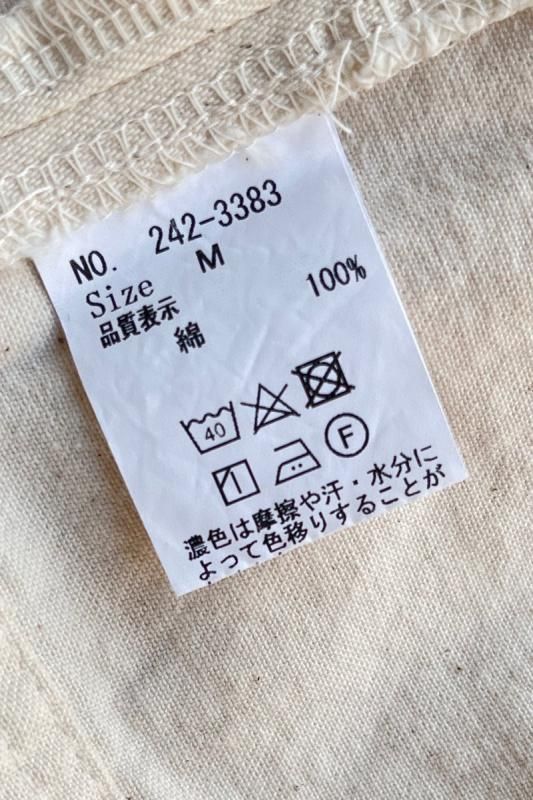 NO. 242-3383
Size M
品質表示
綿 100%
40
F
濃色は摩擦や汗・水分に
よって色移りすることが